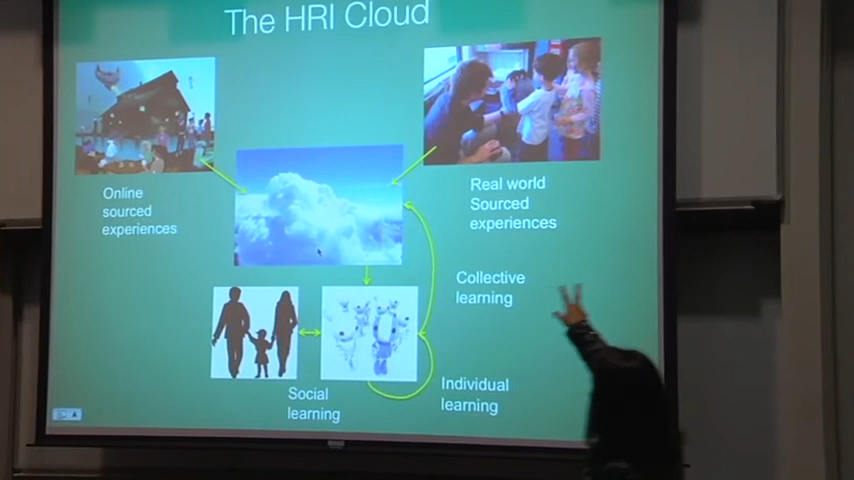 The HRI Cloud
Online
sourced
experiences
Real world
Sourced
experiences
Collective
learning
Social
learning
Individual
learning